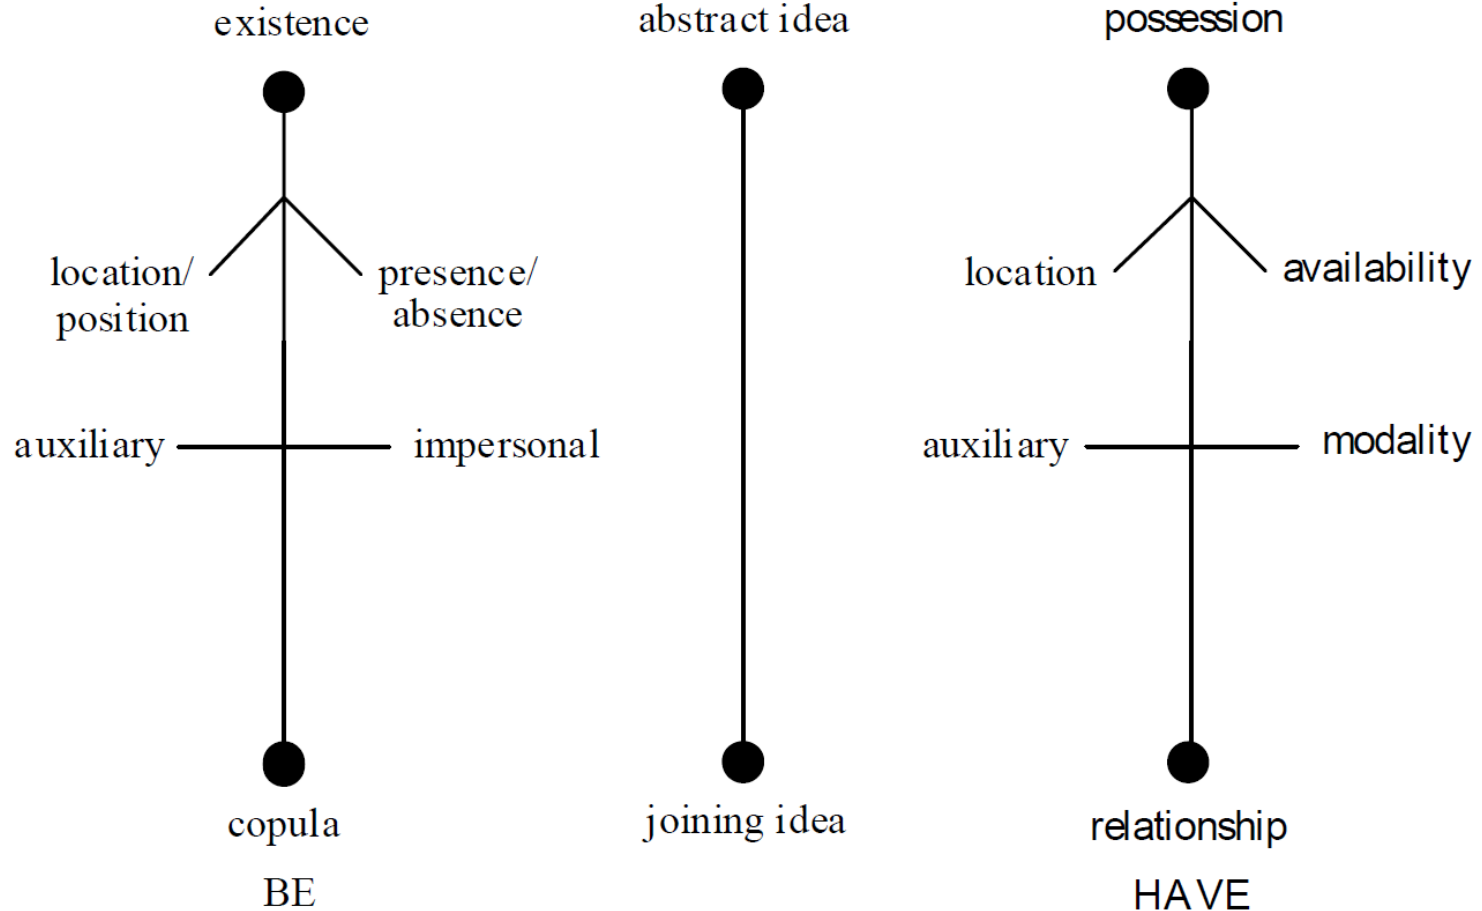 existence
abstract idea
possession
location/
position
presence/
absence
location
availability
auxiliary
impersonal
auxiliary
modality
copula
joining idea
relationship
BE
HAVE